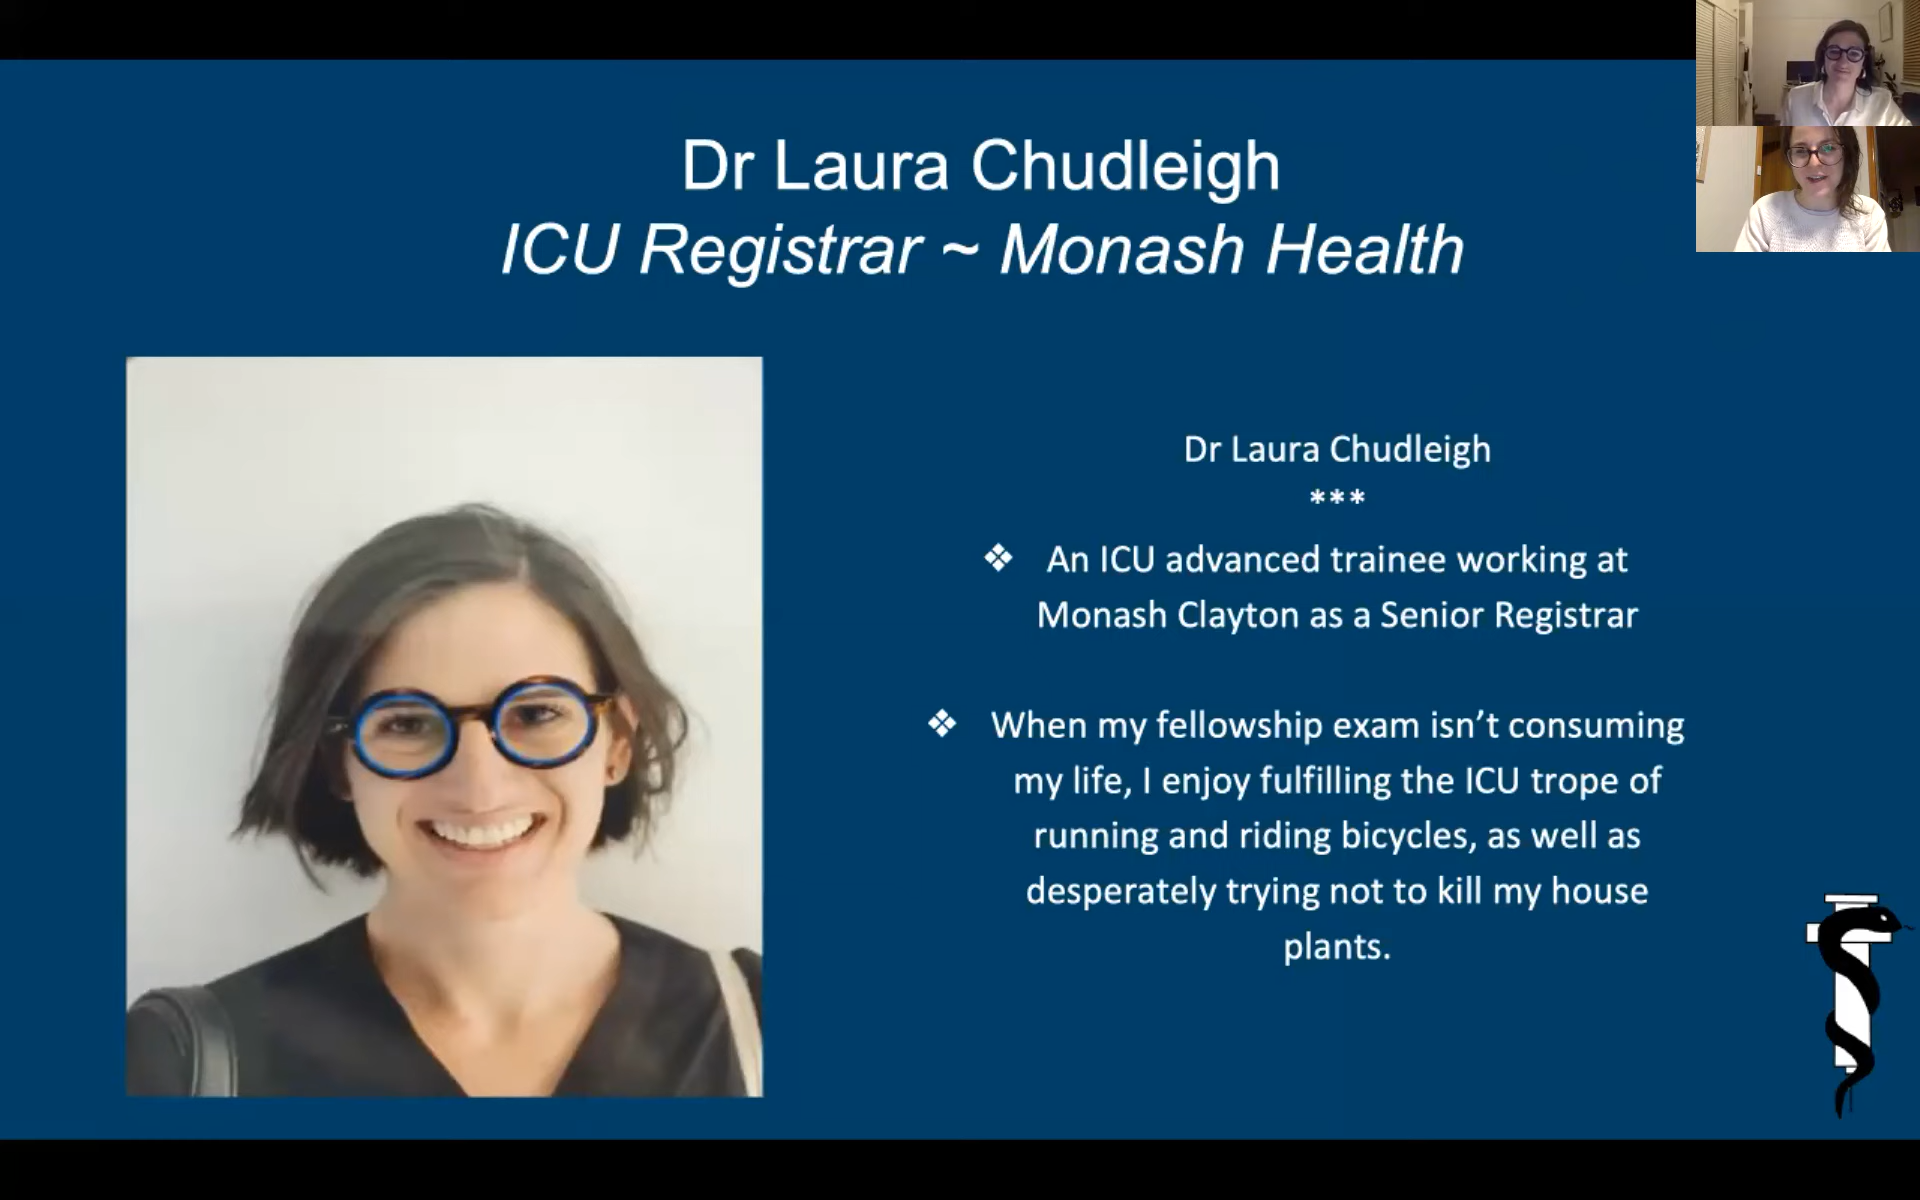 Dr Laura Chudleigh
ICU Registrar ~ Monash Health
Dr Laura Chudleigh
***
❖ An ICU advanced trainee working at
Monash Clayton as a Senior Registrar
❖ When my fellowship exam isn’t consuming
my life, I enjoy fulfilling the ICU trope of
running and riding bicycles, as well as
desperately trying not to kill my house
plants.